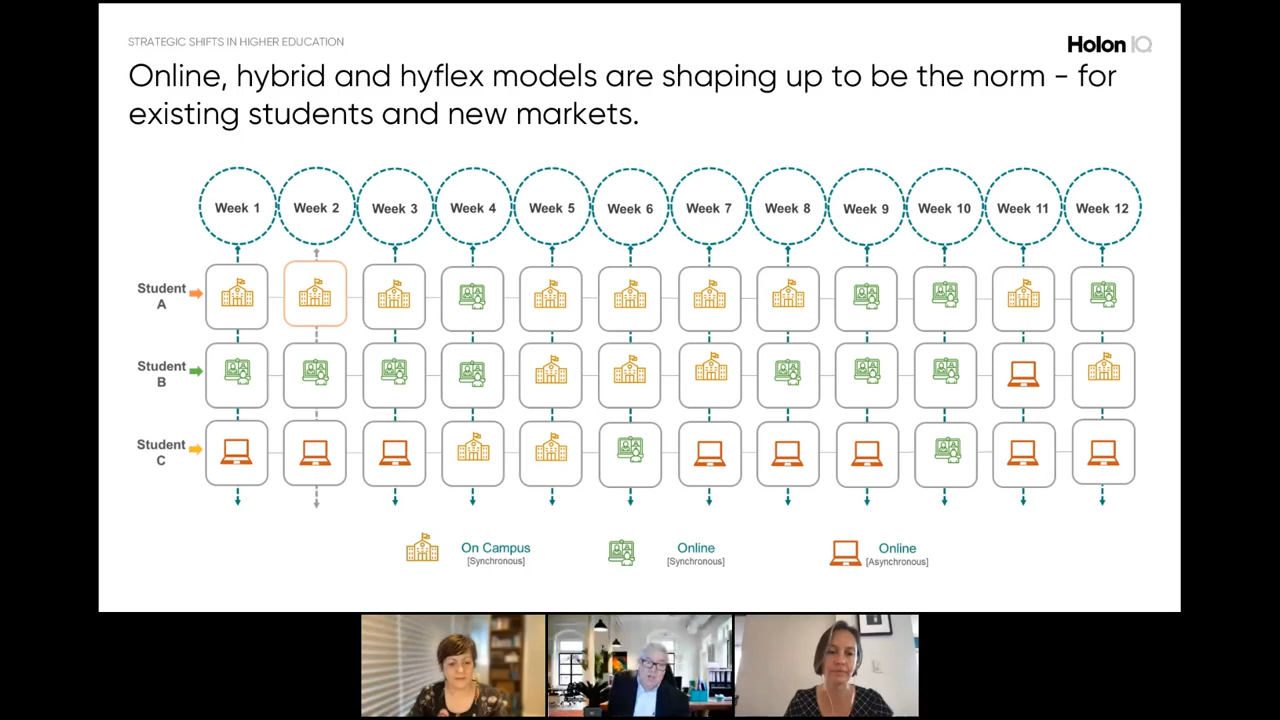 STRATEGIC SHIFTS IN HIGHER EDUCATION
Holon IQ
Online, hybrid and hyflex models are shaping up to be the norm - for
existing students and new markets.
Week 1 Week 2 Week 3 Week 4 Week 5 Week 6 Week 7 Week 8 Week 9 Week 10 Week 11 Week 12
Student
A
Student
B
Student
C
On Campus
[Synchronous]
Online
[Synchronous]
Online
[Asynchronous]